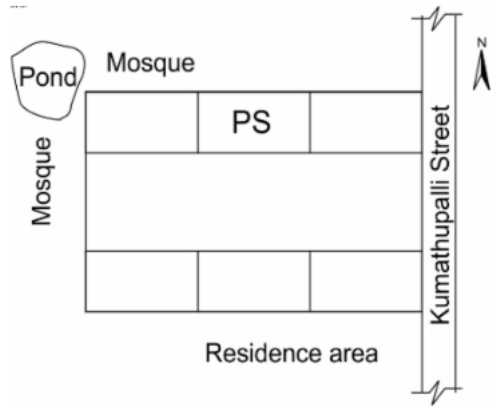 N
Mosque
Pond
PS
Mosque
Kumathupalli Street
Residence area